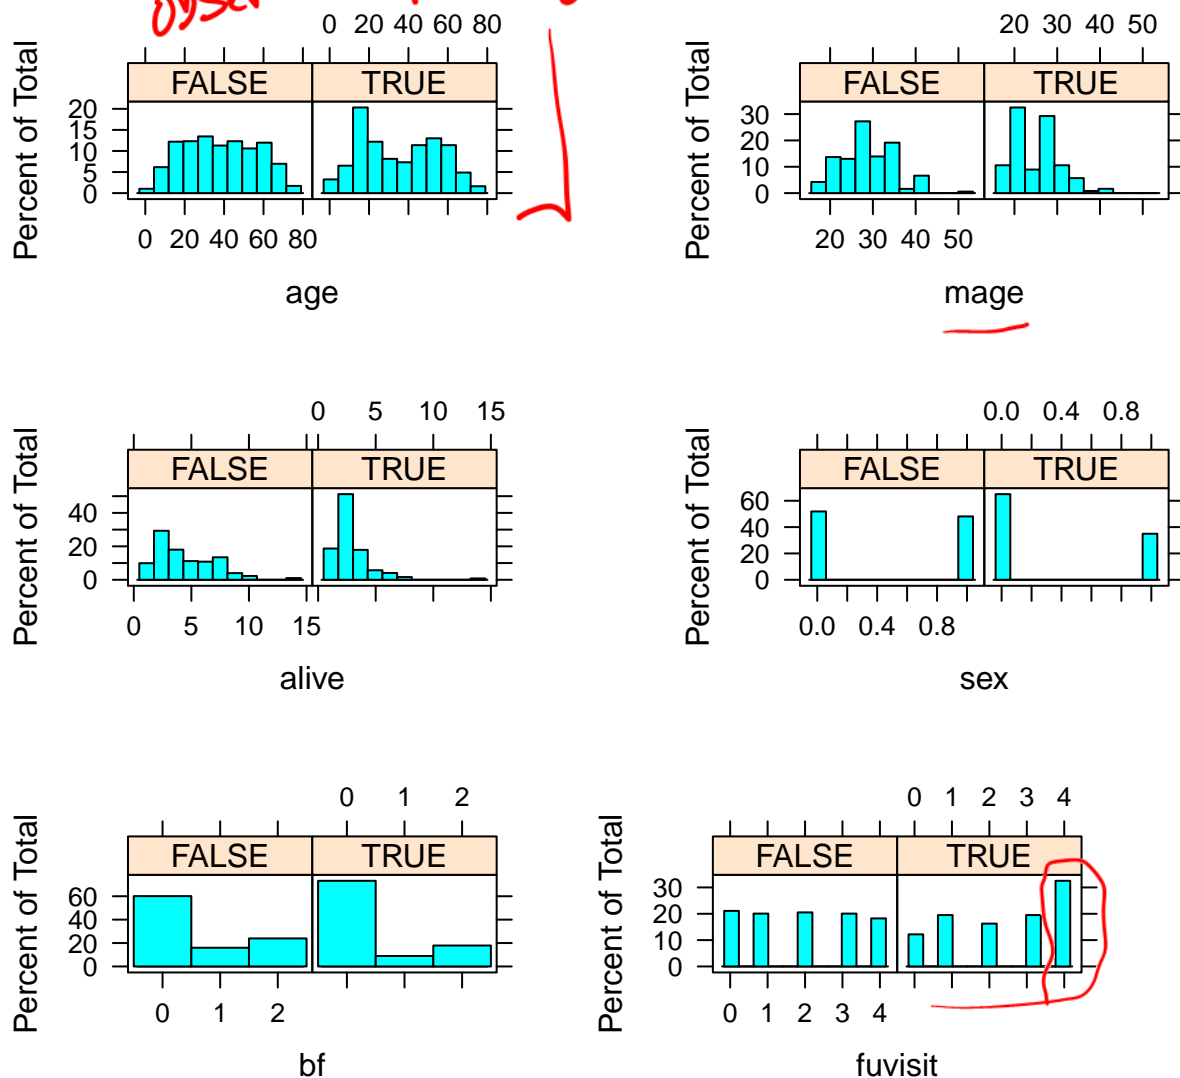 0 20 40 60 80
20 30 40 50
Percent of Total
FALSE TRUE
20
15
10
5
0
0 20 40 60 80
age
Percent of Total
FALSE TRUE
30
20
10
0
20 30 40 50
mage
0 5 10 15
0.0 0.4 0.8
Percent of Total
FALSE TRUE
40
20
0
0 5 10 15
alive
Percent of Total
FALSE TRUE
60
40
20
0
0.0 0.4 0.8
sex
0 1 2
0 1 2 3 4
Percent of Total
FALSE TRUE
60
40
20
0
0 1 2
bf
Percent of Total
FALSE TRUE
30
20
10
0
0 1 2 3 4
fuvisit